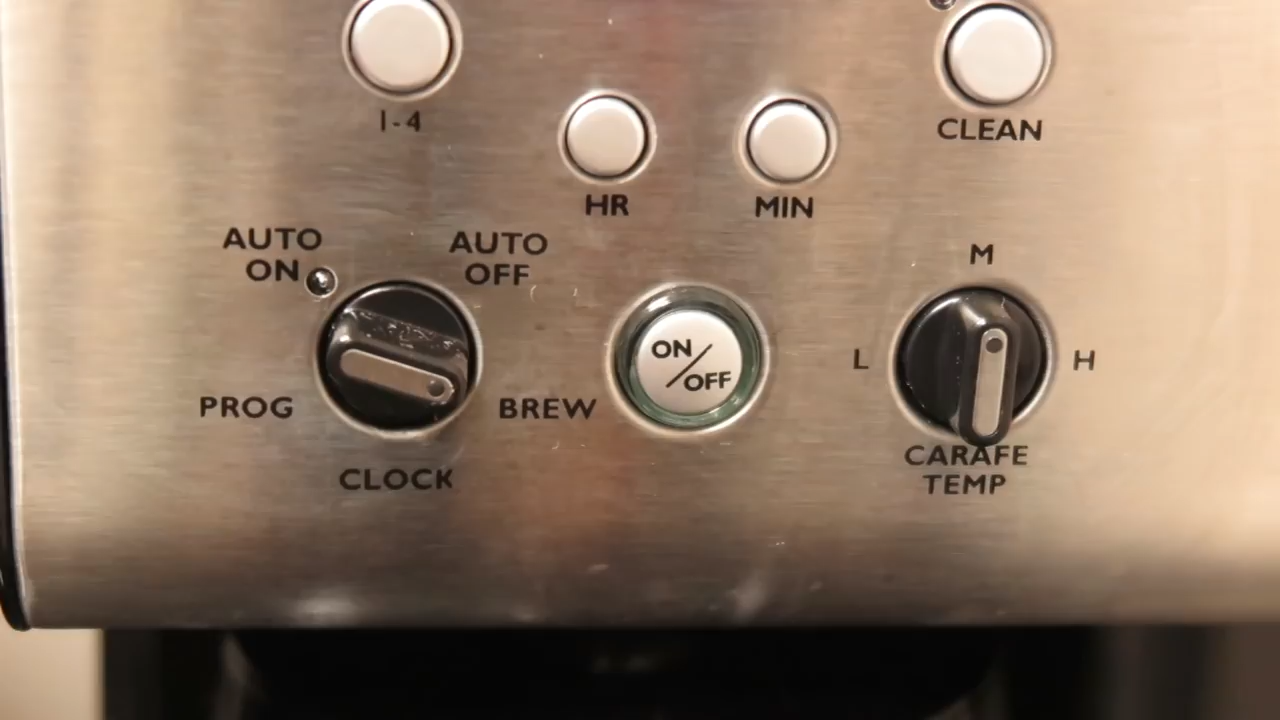 1-4
CLEAN
HR
MIN
AUTO
ON
AUTO
OFF
M
ON/OFF
L
H
PROG
BREW
CLOCK
CARAFE
TEMP